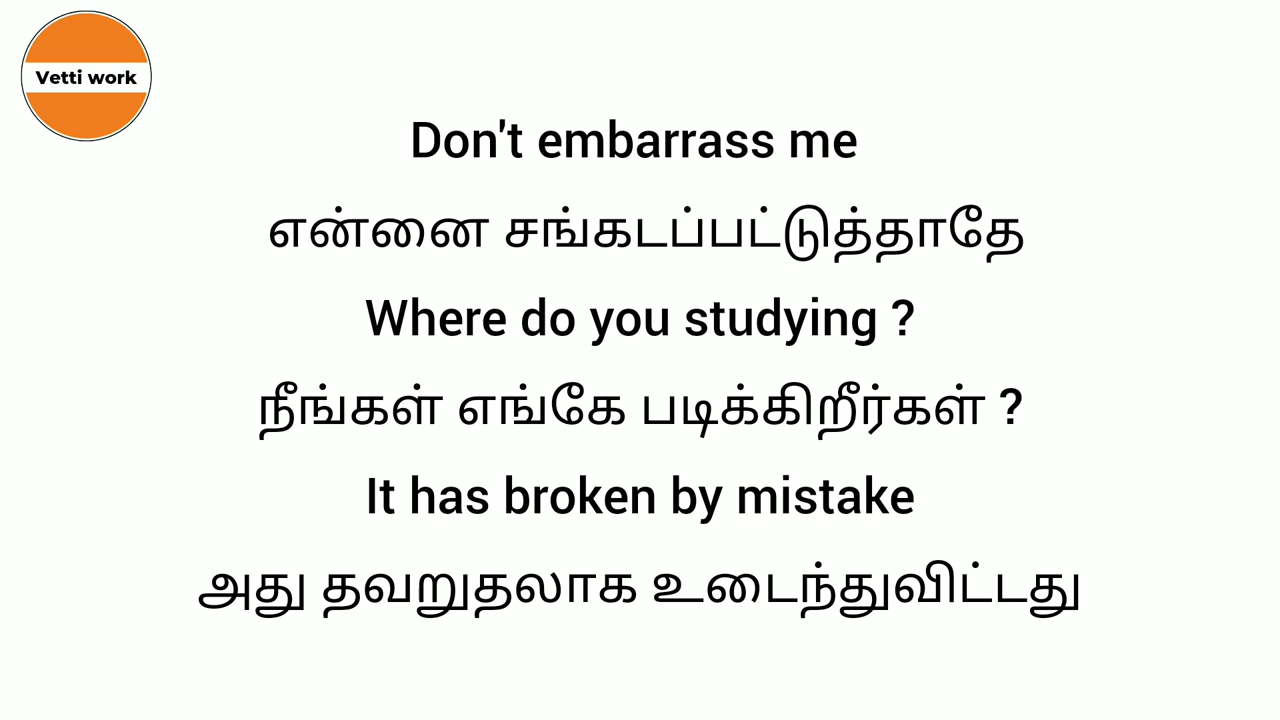 Vetti work
Don't embarrass me
என்னை சங்கடப்பட்டுத்தாதே
Where do you studying ?
நீங்கள் எங்கே படிக்கிறீர்கள் ?
It has broken by mistake
அது தவறுதலாக உடைந்துவிட்டது